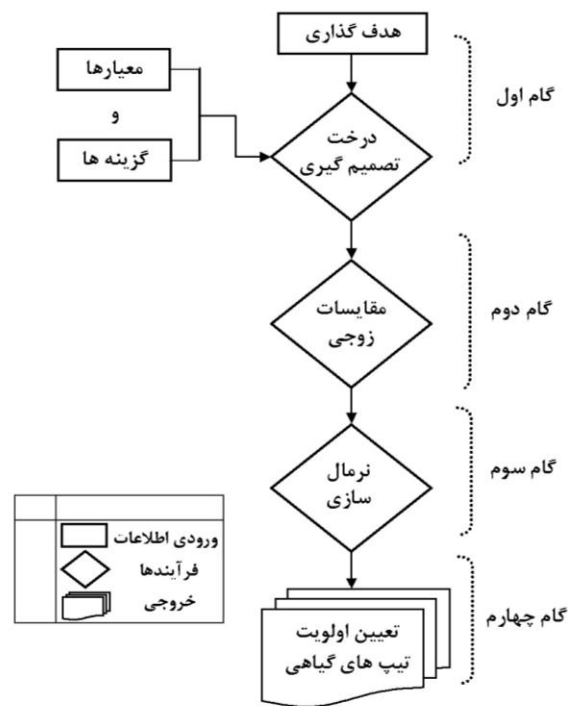 هدف گذاری
گام اول
معیارها
و
گزینه ها
درخت
تصمیم گیری
گام دوم
مقایسات
زوجی
گام سوم
نرمال
سازی
ورودی اطلاعات
فرآیندها
خروجی
گام چهارم
تعیین اولویت
تیپ های گیاهی